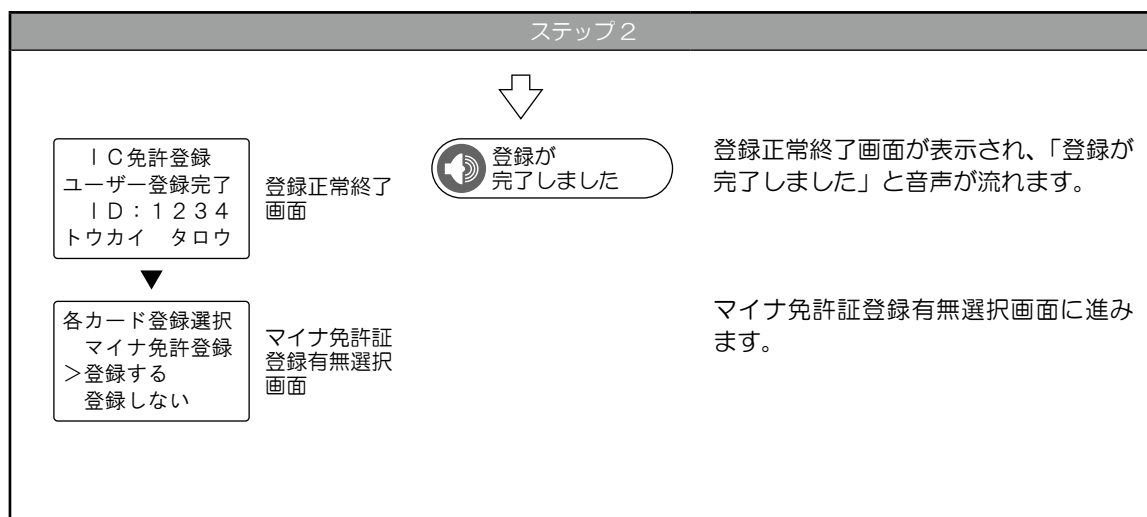 ステップ２
ＩＣ免許登録
ユーザー登録完了
ＩＤ：１２３４
トウカイ　タロウ
登録正常終了
画面
登録が
完了しました
登録正常終了画面が表示され、「登録が
完了しました」と音声が流れます。
各カード登録選択
マイナ免許登録
＞登録する
登録しない
マイナ免許証
登録有無選択
画面
マイナ免許証登録有無選択画面に進み
ます。